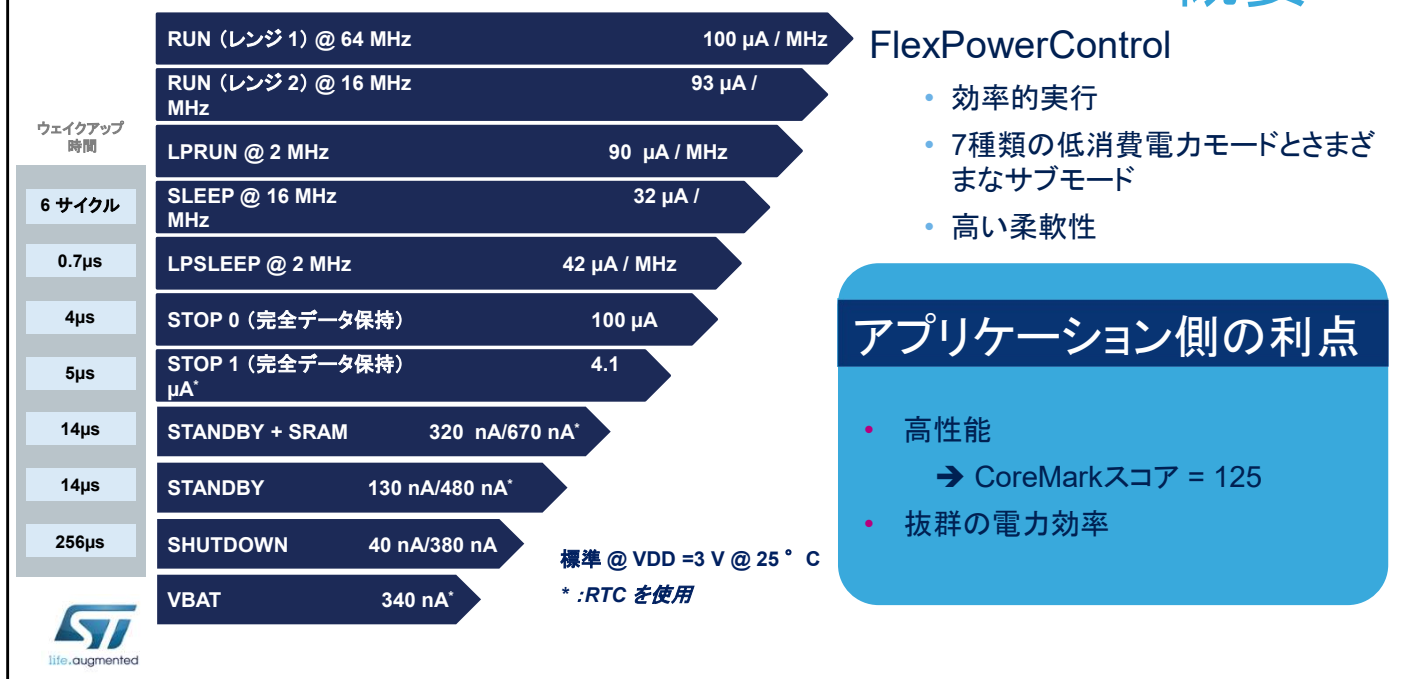 概要
RUN（レンジ 1）@ 64 MHz 100 µA / MHz
RUN（レンジ 2）@ 16 MHz 93 µA /
MHz
ウェイクアップ
時間
LPRUN @ 2 MHz 90 µA / MHz
6 サイクル
SLEEP @ 16 MHz 32 µA /
MHz
0.7µs
LPSLEEP @ 2 MHz 42 µA / MHz
4µs
STOP 0（完全データ保持） 100 µA
5µs
STOP 1（完全データ保持） 4.1
µA*
14µs
STANDBY + SRAM 320 nA/670 nA*
14µs
STANDBY 130 nA/480 nA*
256µs
SHUTDOWN 40 nA/380 nA
VBAT 340 nA*
標準 @ VDD =3 V @ 25 ° C
* :RTC を使用
FlexPowerControl
• 効率的実行
• 7種類の低消費電力モードとさまざ
まなサブモード
• 高い柔軟性
アプリケーション側の利点
• 高性能
➔ CoreMarkスコア = 125
• 抜群の電力効率
ST
life.augmented